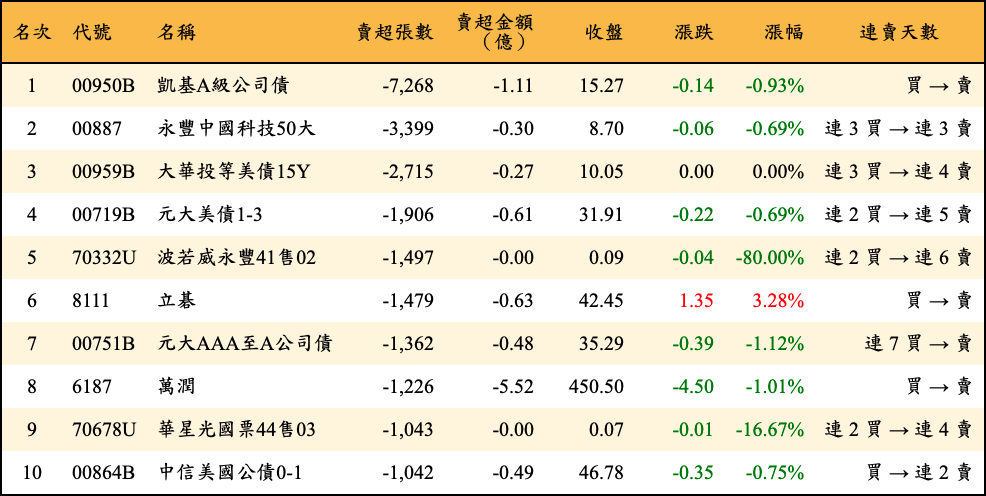 名次 代號 名稱 賣超張數 賣超金額（億） 收盤 漲跌 漲幅 連賣天數
1 00950B 凱基A級公司債 -7,268 -1.11 15.27 -0.14 -0.93% 買 → 賣
2 00887 永豐中國科技50大 -3,399 -0.30 8.70 -0.06 -0.69% 連 3 買 → 連 3 賣
3 00959B 大華投等美債15Y -2,715 -0.27 10.05 0.00 0.00% 連 3 買 → 連 4 賣
4 00719B 元大美債1-3 -1,906 -0.61 31.91 -0.22 -0.69% 連 2 買 → 連 5 賣
5 70332U 波若威永豐41售02 -1,497 -0.00 0.09 -0.04 -80.00% 連 2 買 → 連 6 賣
6 8111 立碁 -1,479 -0.63 42.45 1.35 3.28% 買 → 賣
7 00751B 元大AAA至A公司債 -1,362 -0.48 35.29 -0.39 -1.12% 連 7 買 → 賣
8 6187 萬潤 -1,226 -5.52 450.50 -4.50 -1.01% 買 → 賣
9 70678U 華星光國票44售03 -1,043 -0.00 0.07 -0.01 -16.67% 連 2 買 → 連 4 賣
10 00864B 中信美國公債0-1 -1,042 -0.49 46.78 -0.35 -0.75% 買 → 連 2 賣